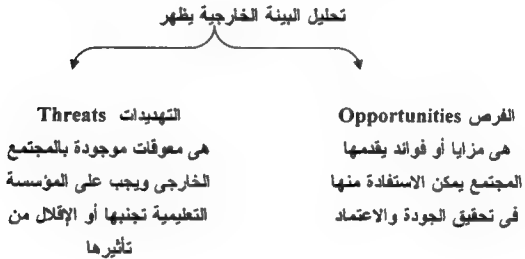 تحليل البيئة الخارجية يظهر
الفرص Opportunities
هى مزايا أو فوائد يقدمها
المجتمع يمكن الاستفادة منها
فى تحقيق الجودة والاعتماد
التهديدات Threats
هى معوقات موجودة بالمجتمع
الخارجى ويجب على المؤسسة
التعليمية تجنبها أو الإقلال من
تأثيرها